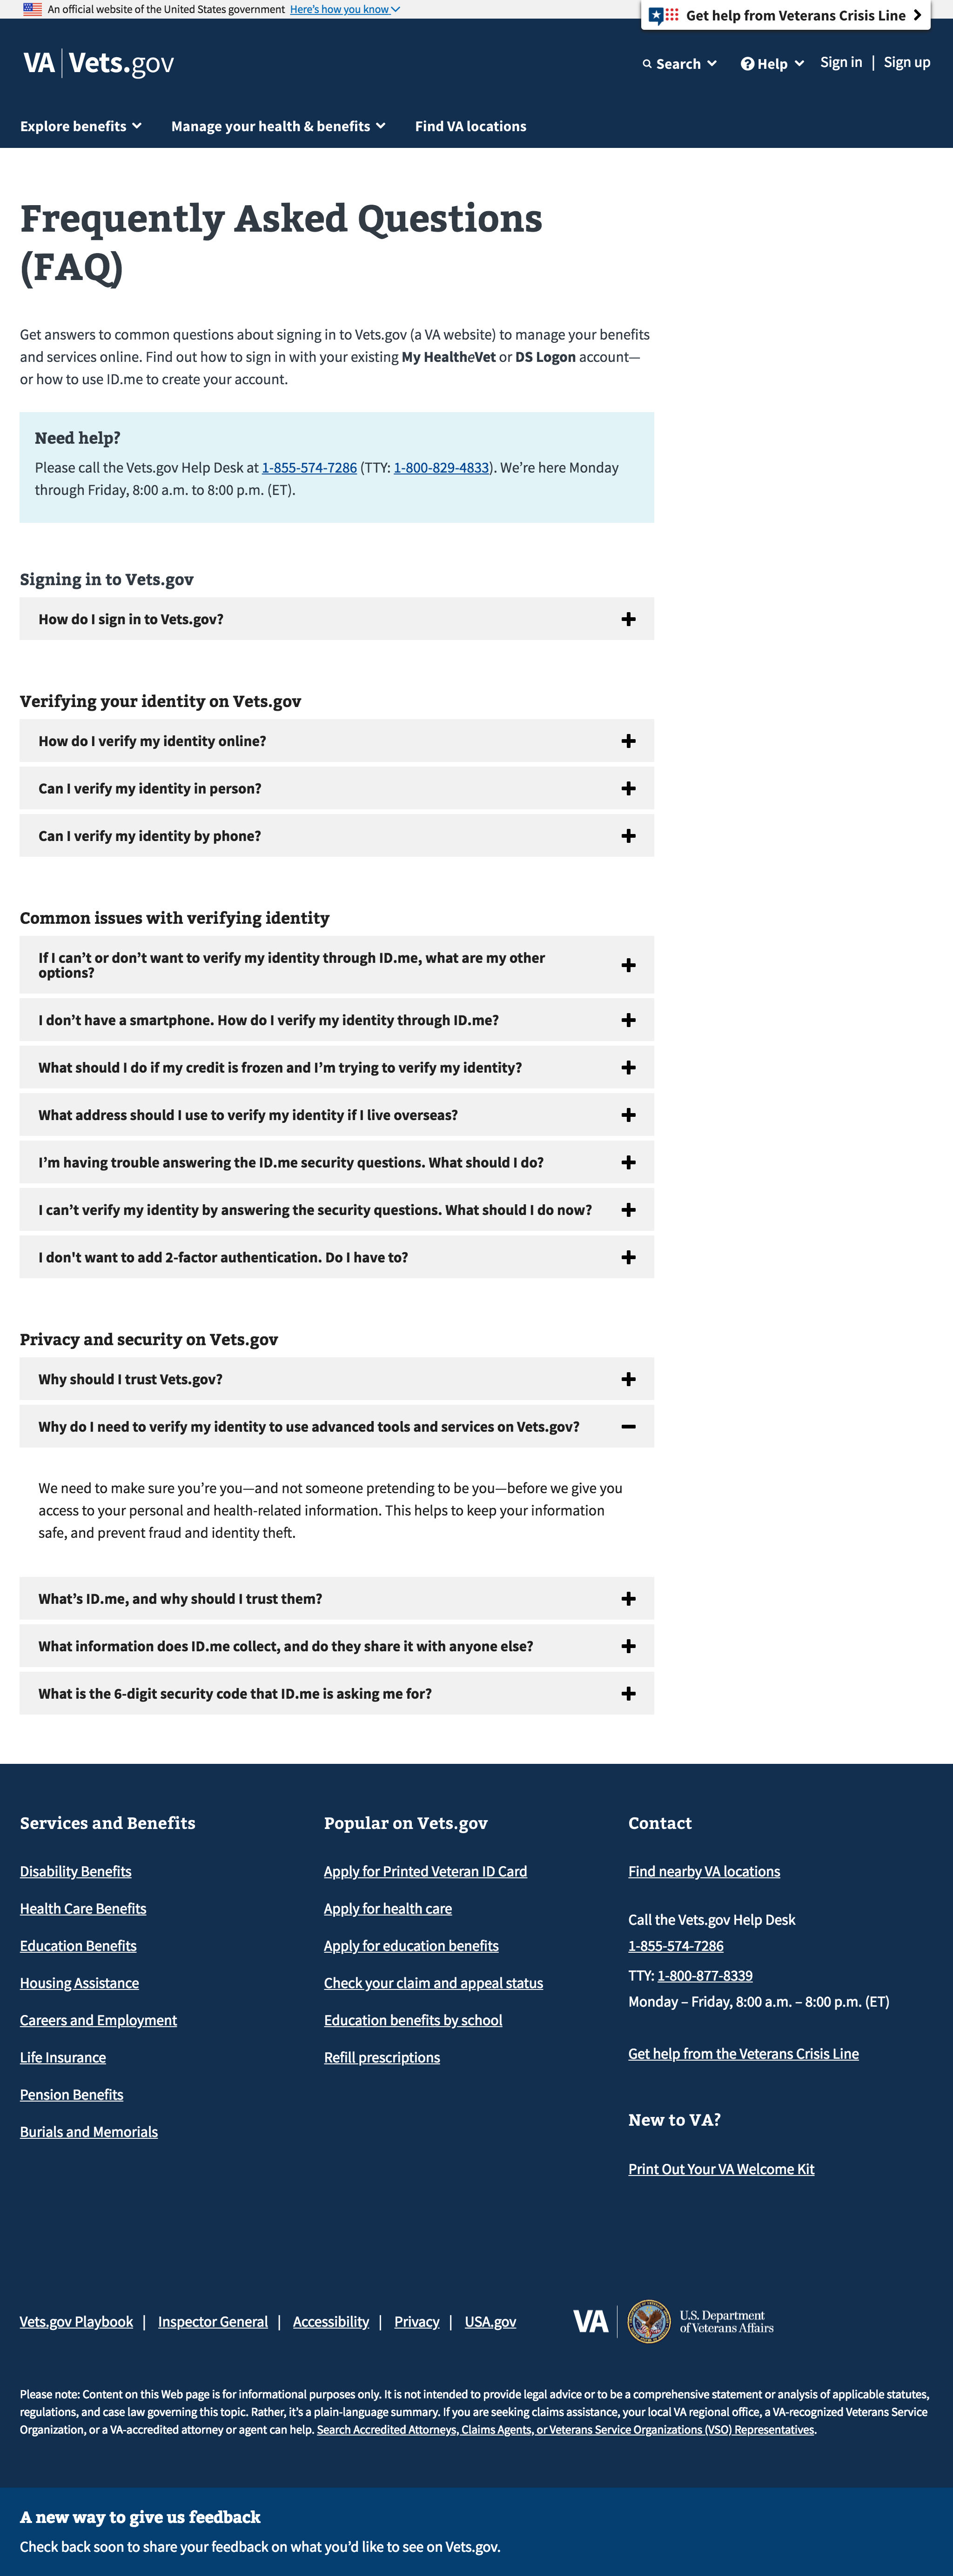 An official website of the United States government Here's how you know
Get help from Veterans Crisis Line
VA | Vets.gov
Search
Help
Sign in | Sign up
Explore benefits
Manage your health & benefits
Find VA locations
Frequently Asked Questions
(FAQ)
Get answers to common questions about signing in to Vets.gov (a VA website) to manage your benefits
and services online. Find out how to sign in with your existing My HealtheVet or DS Logon account—
or how to use ID.me to create your account.
Need help?
Please call the Vets.gov Help Desk at 1-855-574-7286 (TTY: 1-800-829-4833). We’re here Monday
through Friday, 8:00 a.m. to 8:00 p.m. (ET).
Signing in to Vets.gov
How do I sign in to Vets.gov?
Verifying your identity on Vets.gov
How do I verify my identity online?
Can I verify my identity in person?
Can I verify my identity by phone?
Common issues with verifying identity
If I can’t or don’t want to verify my identity through ID.me, what are my other
options?
I don’t have a smartphone. How do I verify my identity through ID.me?
What should I do if my credit is frozen and I’m trying to verify my identity?
What address should I use to verify my identity if I live overseas?
I’m having trouble answering the ID.me security questions. What should I do?
I can’t verify my identity by answering the security questions. What should I do now?
I don't want to add 2-factor authentication. Do I have to?
Privacy and security on Vets.gov
Why should I trust Vets.gov?
Why do I need to verify my identity to use advanced tools and services on Vets.gov?
We need to make sure you’re you—and not someone pretending to be you—before we give you
access to your personal and health-related information. This helps to keep your information
safe, and prevent fraud and identity theft.
What’s ID.me, and why should I trust them?
What information does ID.me collect, and do they share it with anyone else?
What is the 6-digit security code that ID.me is asking me for?
Services and Benefits
Disability Benefits
Health Care Benefits
Education Benefits
Housing Assistance
Careers and Employment
Life Insurance
Pension Benefits
Burials and Memorials
Popular on Vets.gov
Apply for Printed Veteran ID Card
Apply for health care
Apply for education benefits
Check your claim and appeal status
Education benefits by school
Refill prescriptions
Contact
Find nearby VA locations
Call the Vets.gov Help Desk
1-855-574-7286
TTY: 1-800-877-8339
Monday – Friday, 8:00 a.m. – 8:00 p.m. (ET)
Get help from the Veterans Crisis Line
New to VA?
Print Out Your VA Welcome Kit
Vets.gov Playbook | Inspector General | Accessibility | Privacy | USA.gov
VA | U.S. Department
of Veterans Affairs
Please note: Content on this Web page is for informational purposes only. It is not intended to provide legal advice or to be a comprehensive statement or analysis of applicable statutes,
regulations, and case law governing this topic. Rather, it’s a plain-language summary. If you are seeking claims assistance, your local VA regional office, a VA-recognized Veterans Service
Organization, or a VA-accredited attorney or agent can help. Search Accredited Attorneys, Claims Agents, or Veterans Service Organizations (VSO) Representatives.
A new way to give us feedback
Check back soon to share your feedback on what you’d like to see on Vets.gov.